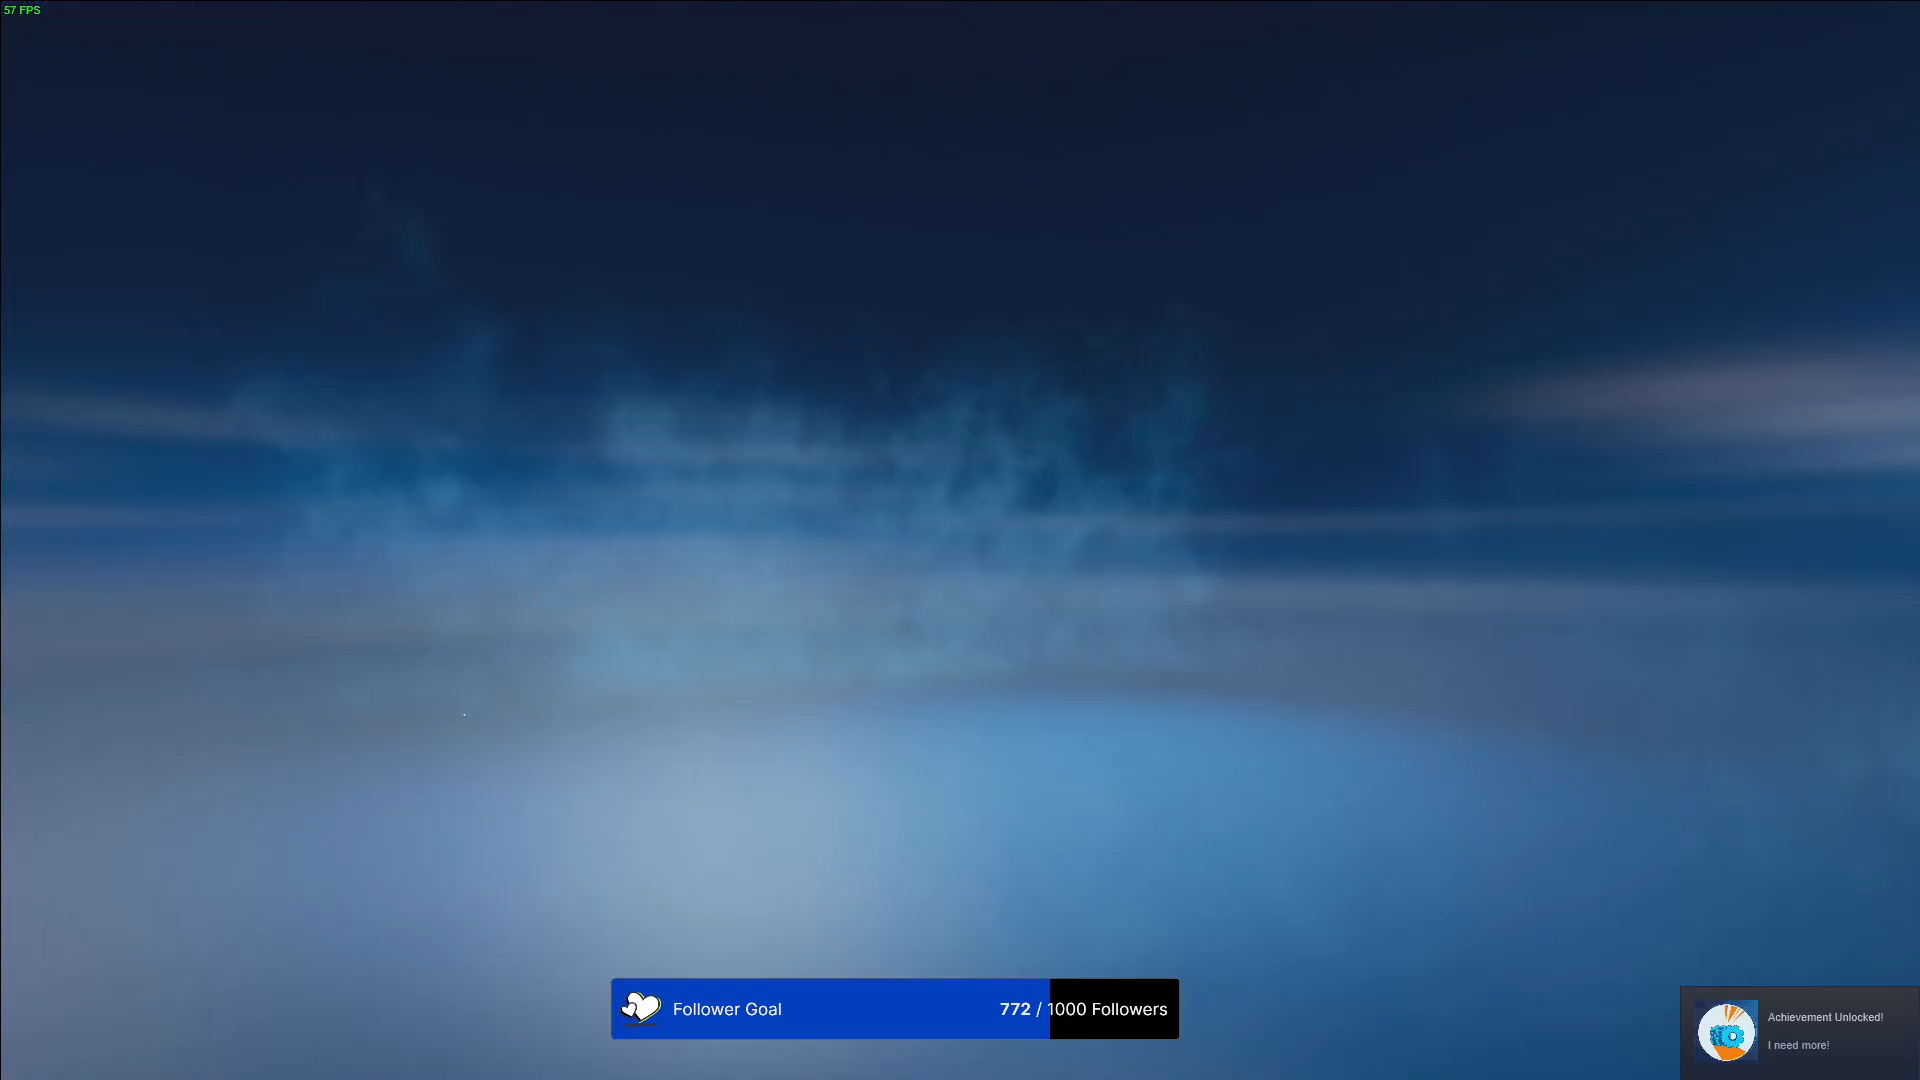 57 FPS
Follower Goal
772 / 1000 Followers
Achievement Unlocked!
I need more!